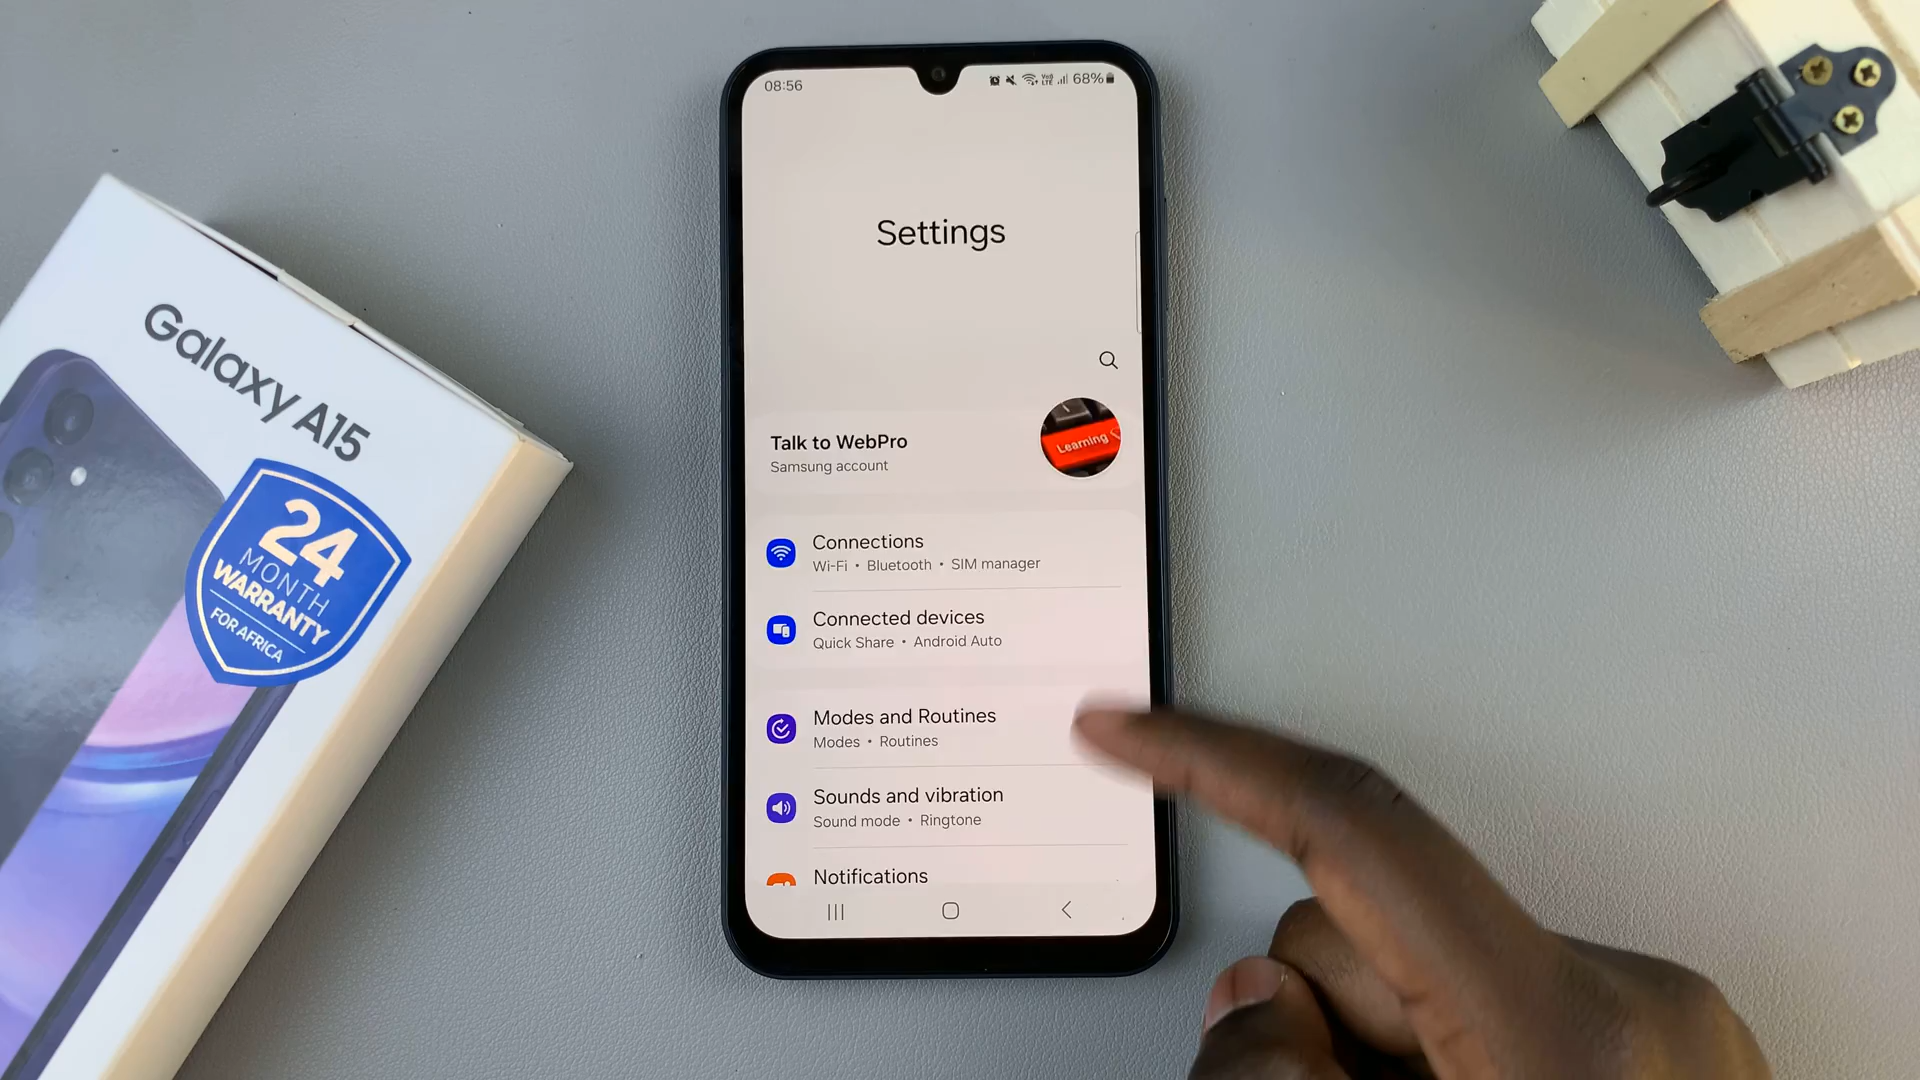 Galaxy A15
24
MONTH
WARRANTY
FOR AFRICA
08:56
68%
Settings
Talk to WebPro
Samsung account
Learning
Connections
Wi-Fi • Bluetooth • SIM manager
Connected devices
Quick Share • Android Auto
Modes and Routines
Modes • Routines
Sounds and vibration
Sound mode • Ringtone
Notifications